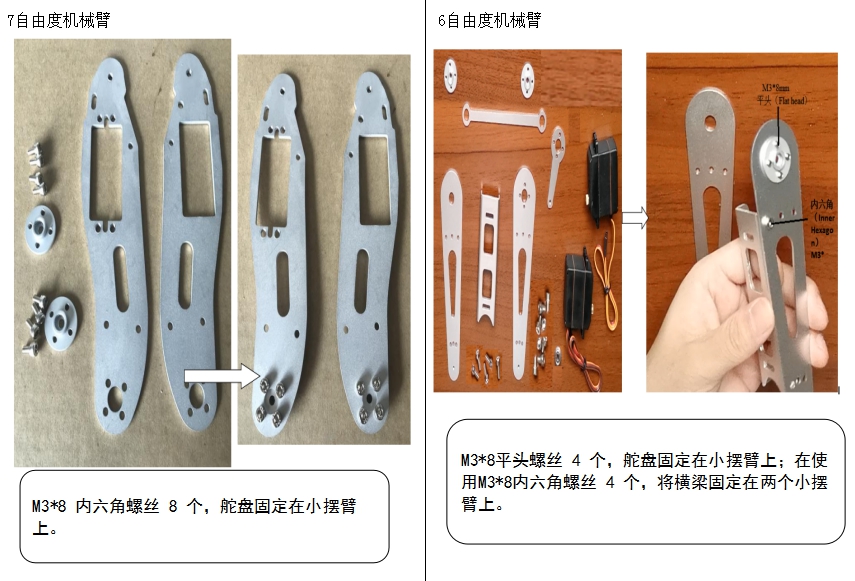 7自由度机械臂
M3*8 内六角螺丝 8 个，舵盘固定在小摆臂
上。
6自由度机械臂
M3*8mm
平头（Flat head）
内六角
（Inner
Hexago
n）
M3*
M3*8平头螺丝 4 个，舵盘固定在小摆臂上；在使
用M3*8内六角螺丝 4 个，将横梁固定在两个小摆
臂上。